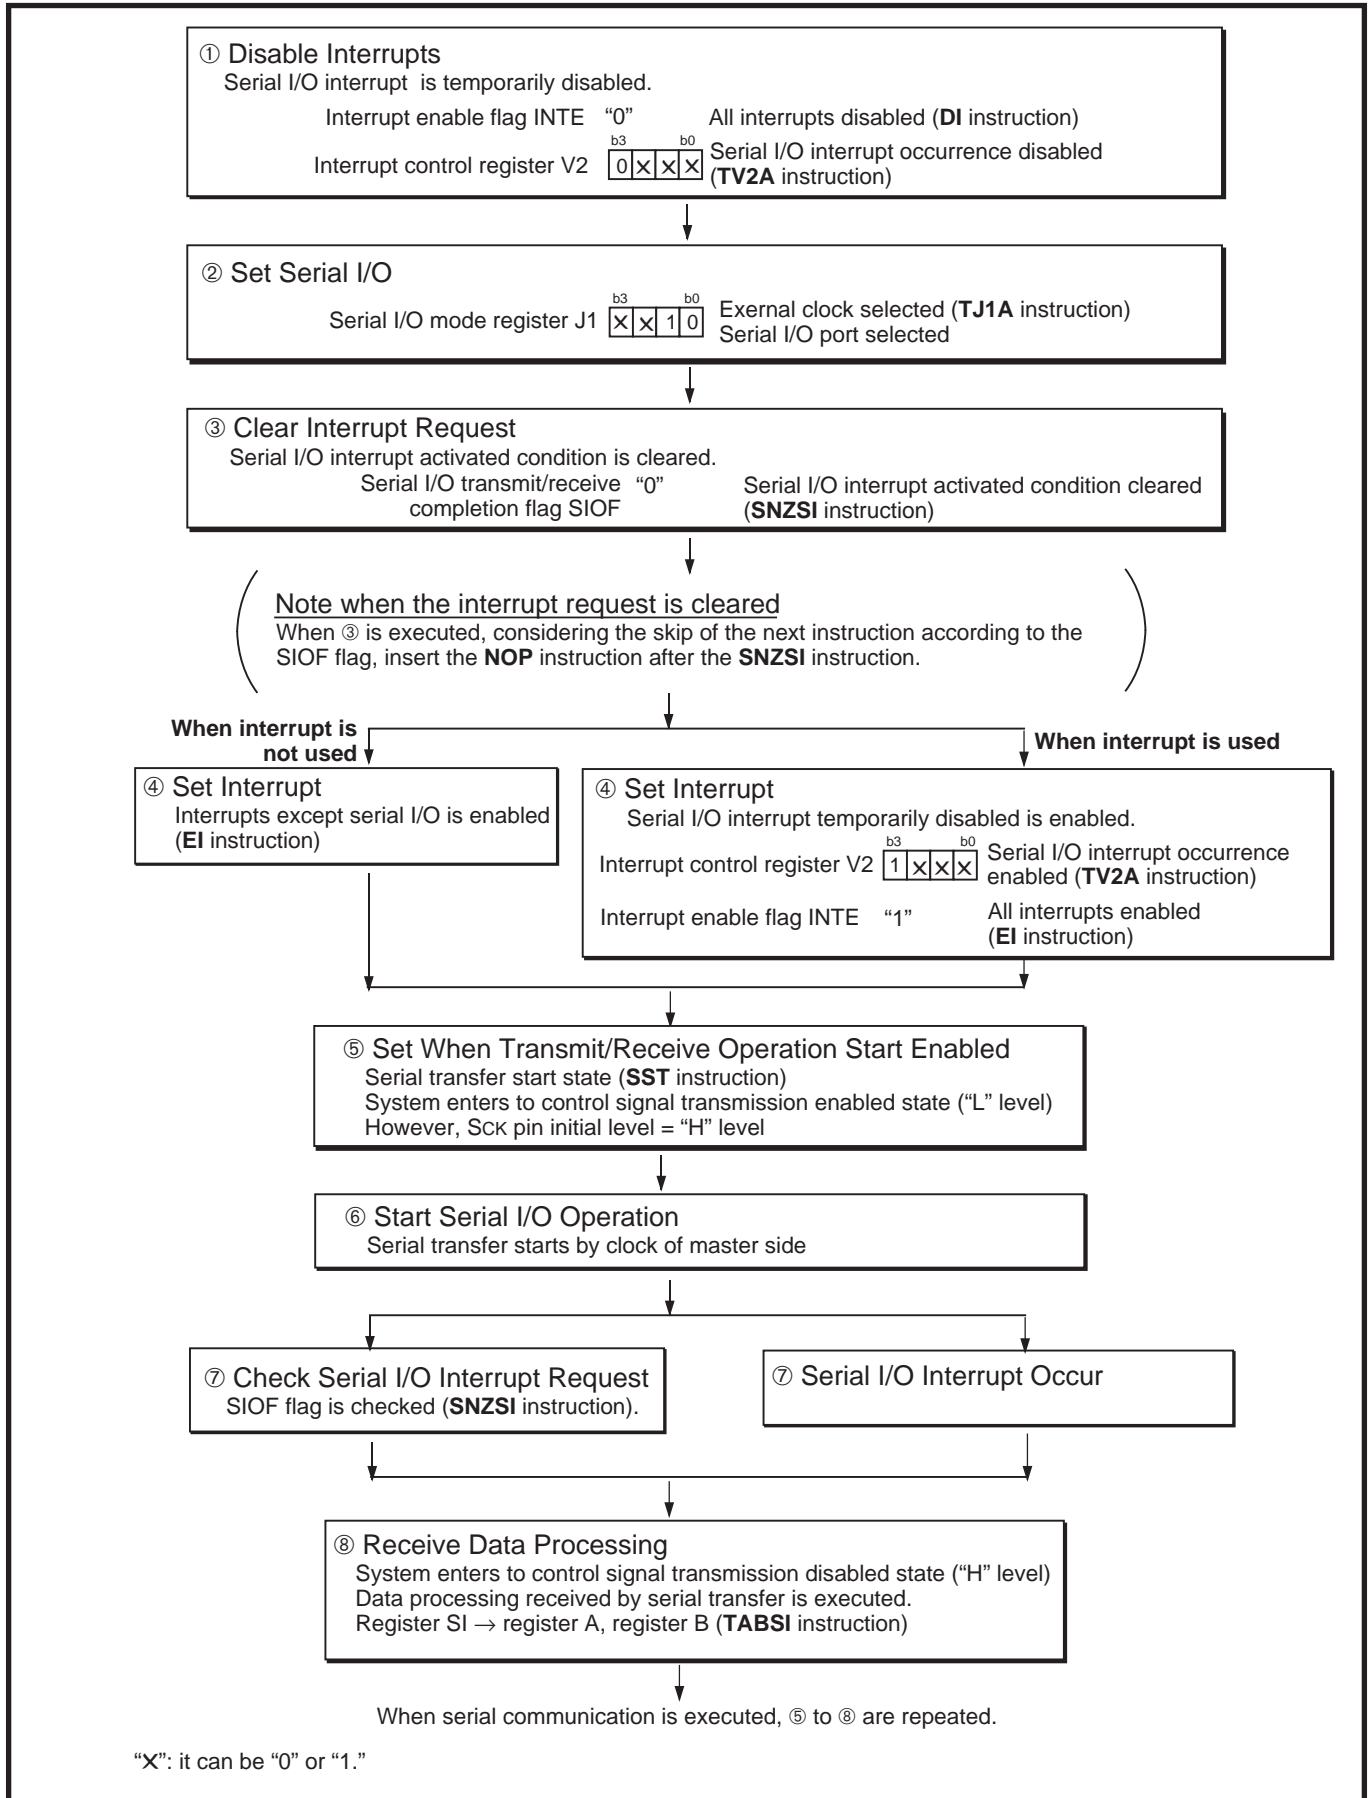 ① Disable Interrupts
Serial I/O interrupt is temporarily disabled.
Interrupt enable flag INTE “0” All interrupts disabled (DI instruction)
b3 b0
Interrupt control register V2 0 X X X Serial I/O interrupt occurrence disabled
(TV2A instruction)
② Set Serial I/O
b3 b0
Serial I/O mode register J1 X X 1 0 Exernal clock selected (TJ1A instruction)
Serial I/O port selected
③ Clear Interrupt Request
Serial I/O interrupt activated condition is cleared.
Serial I/O transmit/receive “0” Serial I/O interrupt activated condition cleared
completion flag SIOF (SNZSI instruction)
Note when the interrupt request is cleared
When ③ is executed, considering the skip of the next instruction according to the
SIOF flag, insert the NOP instruction after the SNZSI instruction.
When interrupt is
not used
④ Set Interrupt
Interrupts except serial I/O is enabled
(EI instruction)
When interrupt is used
④ Set Interrupt
Serial I/O interrupt temporarily disabled is enabled.
b3 b0
Interrupt control register V2 1 X X X Serial I/O interrupt occurrence
enabled (TV2A instruction)
Interrupt enable flag INTE “1” All interrupts enabled
(EI instruction)
⑤ Set When Transmit/Receive Operation Start Enabled
Serial transfer start state (SST instruction)
System enters to control signal transmission enabled state (“L” level)
However, SCK pin initial level = “H” level
⑥ Start Serial I/O Operation
Serial transfer starts by clock of master side
⑦ Check Serial I/O Interrupt Request
SIOF flag is checked (SNZSI instruction).
⑦ Serial I/O Interrupt Occur
⑧ Receive Data Processing
System enters to control signal transmission disabled state (“H” level)
Data processing received by serial transfer is executed.
Register SI → register A, register B (TABSI instruction)
When serial communication is executed, ⑤ to ⑧ are repeated.
“X”: it can be “0” or “1.”